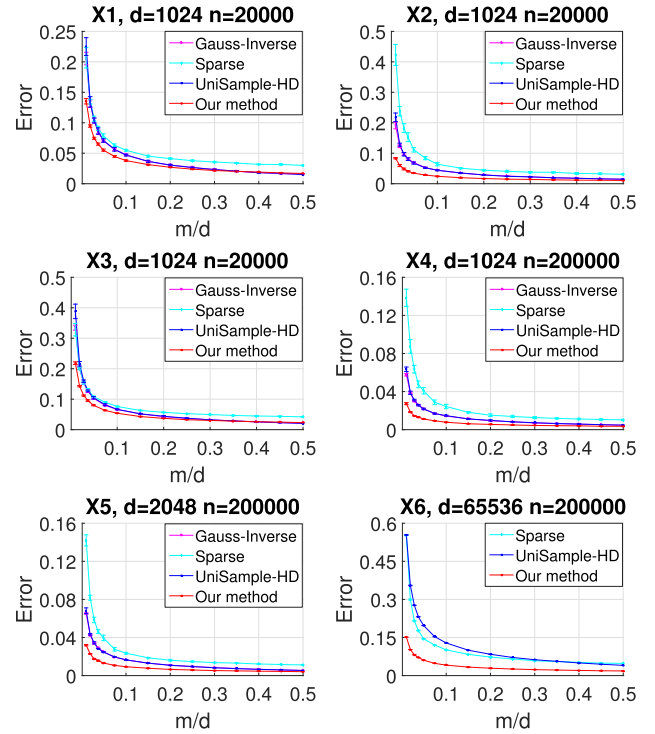 X1, d=1024 n=20000
Error
0.25
0.2
0.15
0.1
0.05
0
0.1 0.2 0.3 0.4 0.5
m/d
Gauss-Inverse
Sparse
UniSample-HD
Our method
X2, d=1024 n=20000
Error
0.5
0.4
0.3
0.2
0.1
0
0.1 0.2 0.3 0.4 0.5
m/d
Gauss-Inverse
Sparse
UniSample-HD
Our method
X3, d=1024 n=20000
Error
0.5
0.4
0.3
0.2
0.1
0
0.1 0.2 0.3 0.4 0.5
m/d
Gauss-Inverse
Sparse
UniSample-HD
Our method
X4, d=1024 n=200000
Error
0.16
0.12
0.08
0.04
0
0.1 0.2 0.3 0.4 0.5
m/d
Gauss-Inverse
Sparse
UniSample-HD
Our method
X5, d=2048 n=200000
Error
0.16
0.12
0.08
0.04
0
0.1 0.2 0.3 0.4 0.5
m/d
Gauss-Inverse
Sparse
UniSample-HD
Our method
X6, d=65536 n=200000
Error
0.6
0.45
0.3
0.15
0
0.1 0.2 0.3 0.4 0.5
m/d
Sparse
UniSample-HD
Our method